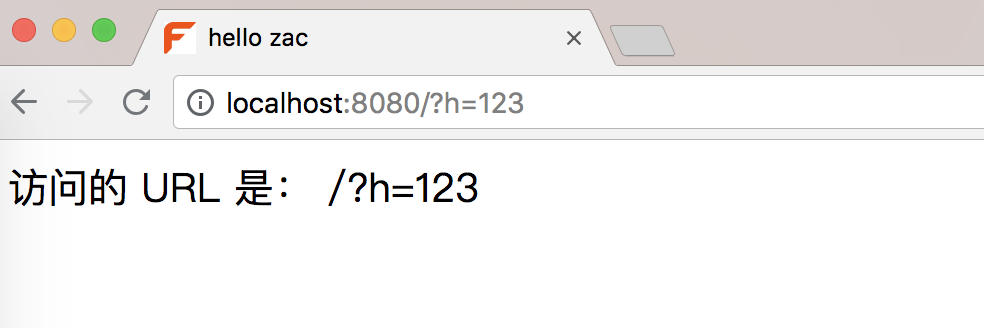 hello zac
localhost:8080/?h=123
访问的 URL 是： /?h=123